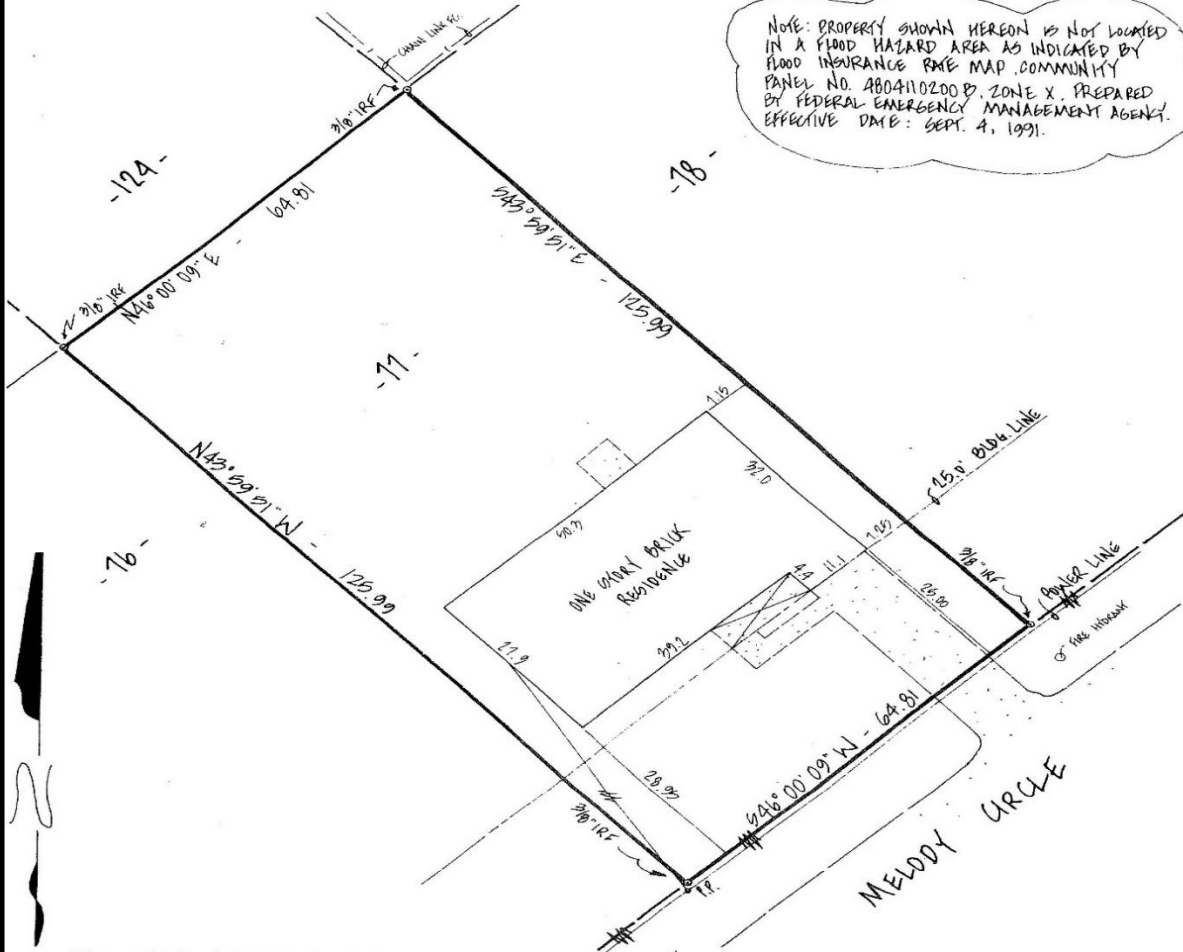 NOTE: PROPERTY SHOWN HEREON IS NOT LOCATED
IN A FLOOD HAZARD AREA AS INDICATED BY
FLOOD INSURANCE RATE MAP, COMMUNITY
PANEL NO. 4804110200 B, ZONE X. PREPARED
BY FEDERAL EMERGENCY MANAGEMENT AGENCY.
EFFECTIVE DATE: SEPT. 4, 1991.
CHAIN LINK FC.
3/8" IRF
-124-
-18-
N46° 00' 09" E - 64.81
3/8" IRF
S43° 59' 51" E - 125.99
-17-
7.15
N43° 59' 51" W - 125.99
-16-
32.0
25.0' BLDG. LINE
50.3
ONE STORY BRICK
RESIDENCE
7.25
4.4
11.1
3/8" IRF
POWER LINE
25.00
FIRE HYDRANT
27.9
39.2
28.95
S46° 00' 09" W - 64.81
3/8" IRF
P.P.
MELODY CIRCLE
N